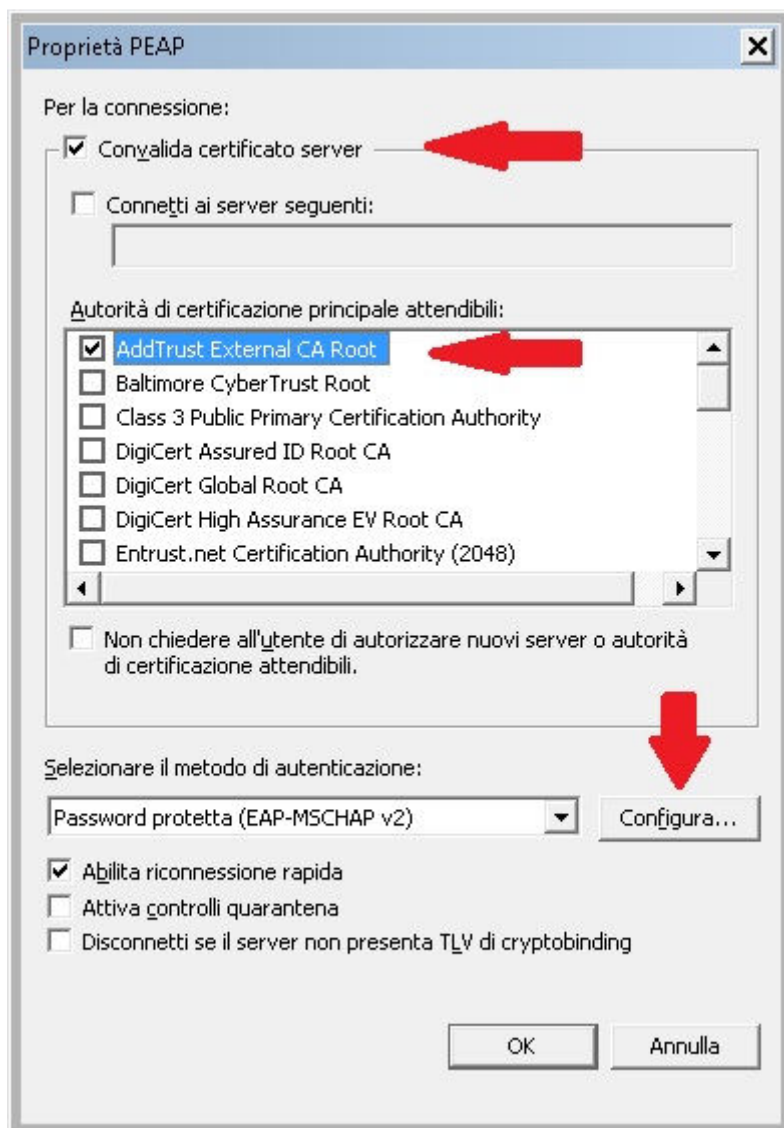 Proprietà PEAP
Per la connessione:
Convalida certificato server
Connetti ai server seguenti:
Autorità di certificazione principale attendibili:
AddTrust External CA Root
Baltimore CyberTrust Root
Class 3 Public Primary Certification Authority
DigiCert Assured ID Root CA
DigiCert Global Root CA
DigiCert High Assurance EV Root CA
Entrust.net Certification Authority (2048)
Non chiedere all'utente di autorizzare nuovi server o autorità
di certificazione attendibili.
Selezionare il metodo di autenticazione:
Password protetta (EAP-MSCHAP v2)
Configura...
Abilita riconnessione rapida
Attiva controlli quarantena
Disconnetti se il server non presenta TLV di cryptobinding
OK
Annulla